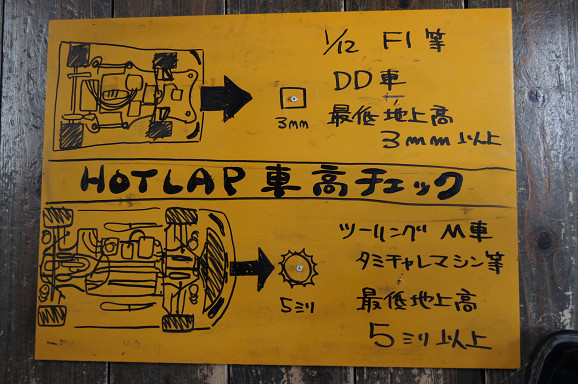 1/12 F1等
DD車
最低地上高
3mm以上
3mm
HOTLAP 車高チェック
ツーリング M車
タミチャレマシン等
最低地上高
5ミリ以上
5ミリ